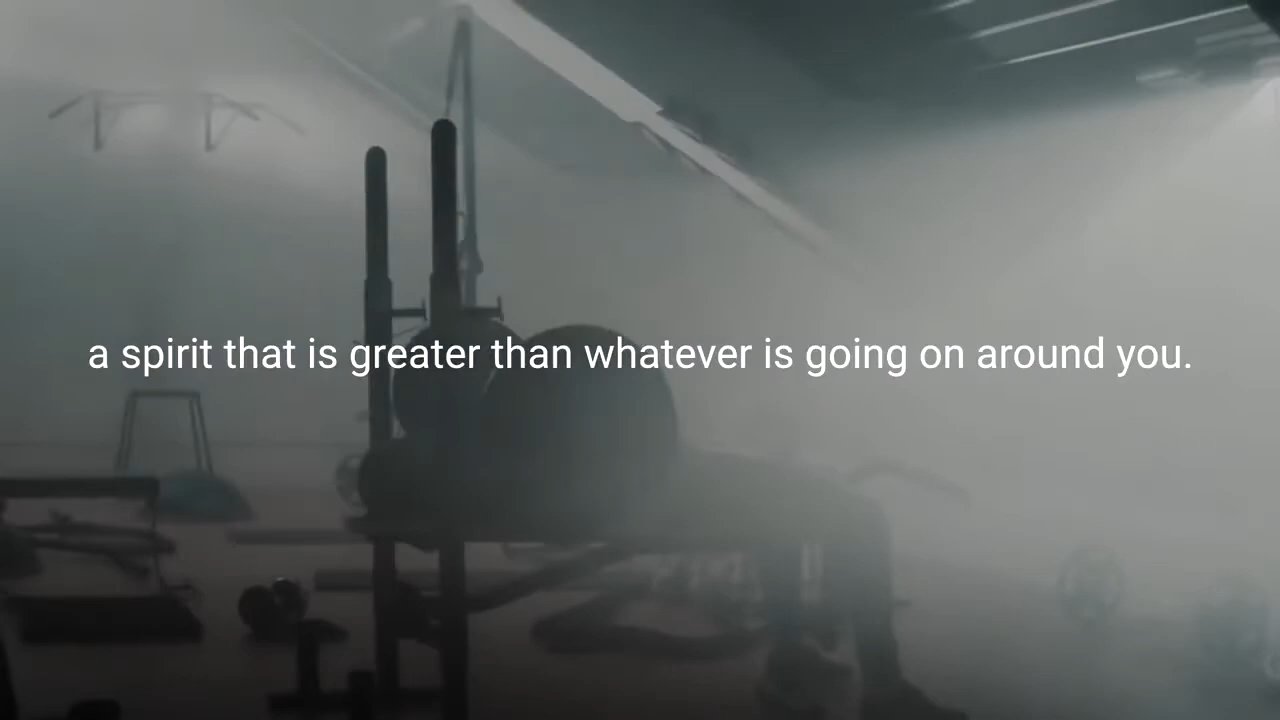 a spirit that is greater than whatever is going on around you.